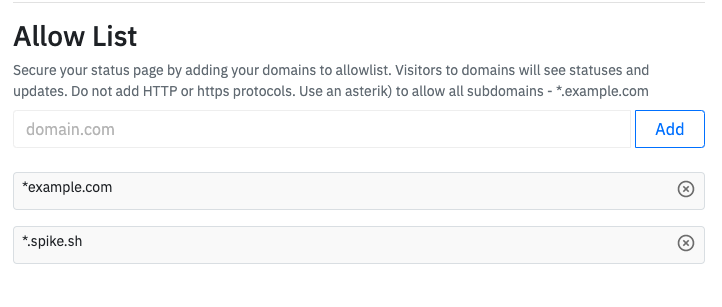 Allow List
Secure your status page by adding your domains to allowlist. Visitors to domains will see statuses and
updates. Do not add HTTP or https protocols. Use an asterik) to allow all subdomains - *.example.com
domain.com
Add
*example.com
*.spike.sh